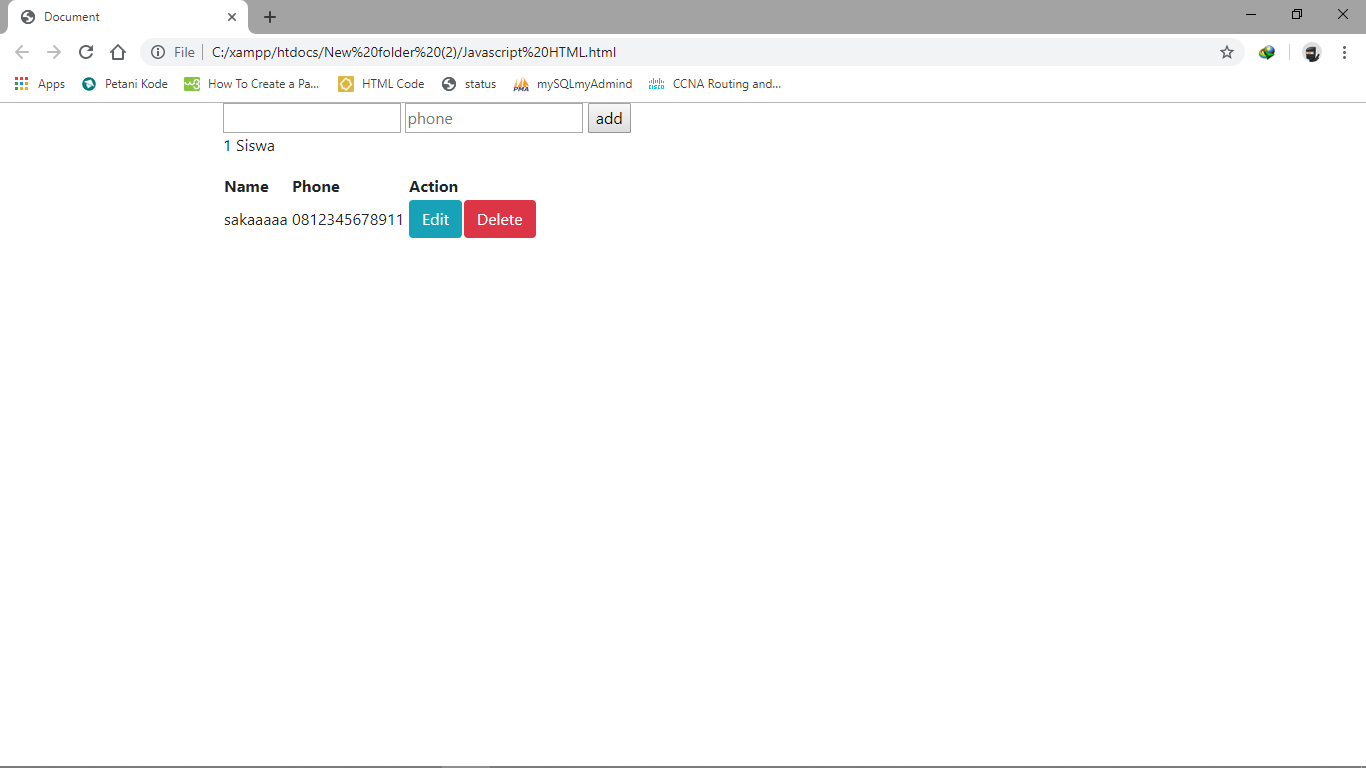 Document
File C:/xampp/htdocs/New%20folder%20(2)/Javascript%20HTML.html
Apps Petani Kode How To Create a Pa... HTML Code status mySQLmyAdmind CCNA Routing and...
phone add
1 Siswa
Name Phone Action
sakaaaaa 0812345678911 Edit Delete